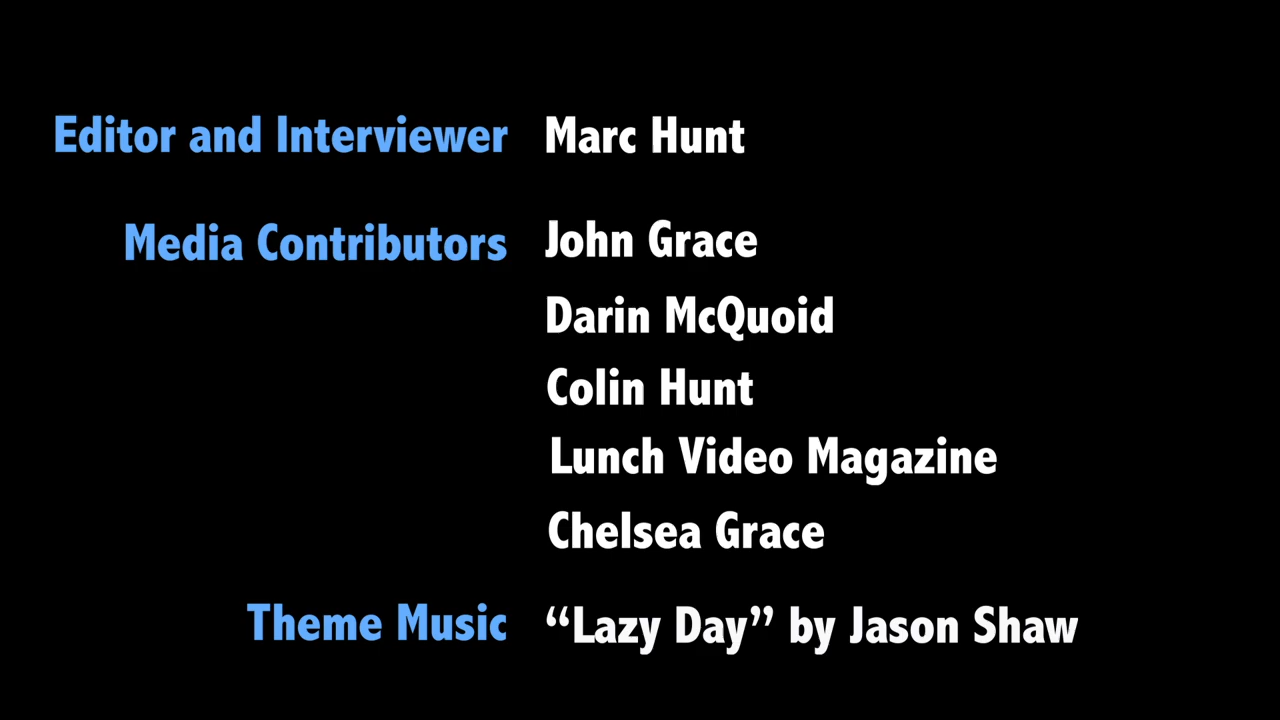 Editor and Interviewer Marc Hunt
Media Contributors John Grace
Darin McQuoid
Colin Hunt
Lunch Video Magazine
Chelsea Grace
Theme Music “Lazy Day” by Jason Shaw